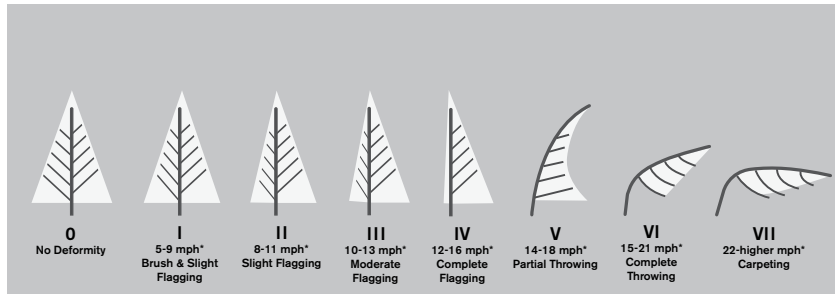 0
No Deformity
I
5-9 mph*
Brush & Slight
Flagging
II
8-11 mph*
Slight Flagging
III
10-13 mph*
Moderate
Flagging
IV
12-16 mph*
Complete
Flagging
V
14-18 mph*
Partial Throwing
VI
15-21 mph*
Complete
Throwing
VII
22-higher mph*
Carpeting